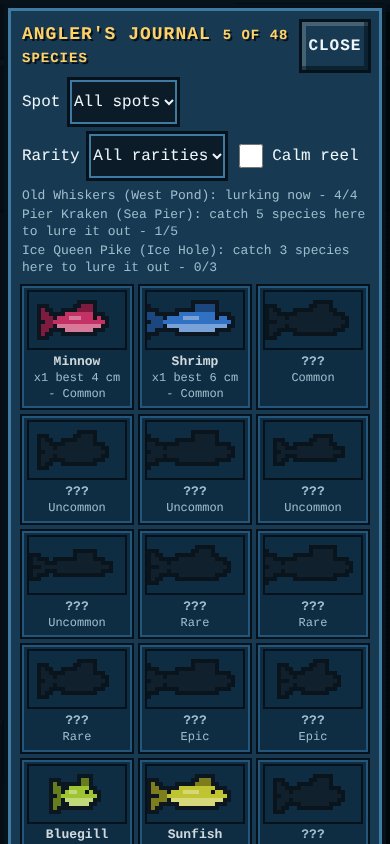 ANGLER'S JOURNAL 5 OF 48
SPECIES
CLOSE
Spot All spots
Rarity All rarities Calm reel
Old Whiskers (West Pond): lurking now - 4/4
Pier Kraken (Sea Pier): catch 5 species here
to lure it out - 1/5
Ice Queen Pike (Ice Hole): catch 3 species
here to lure it out - 0/3
Minnow
x1 best 4 cm
- Common
Shrimp
x1 best 6 cm
- Common
???
Common
???
Uncommon
???
Uncommon
???
Uncommon
???
Uncommon
???
Rare
???
Rare
???
Rare
???
Epic
???
Epic
Bluegill
Sunfish
???